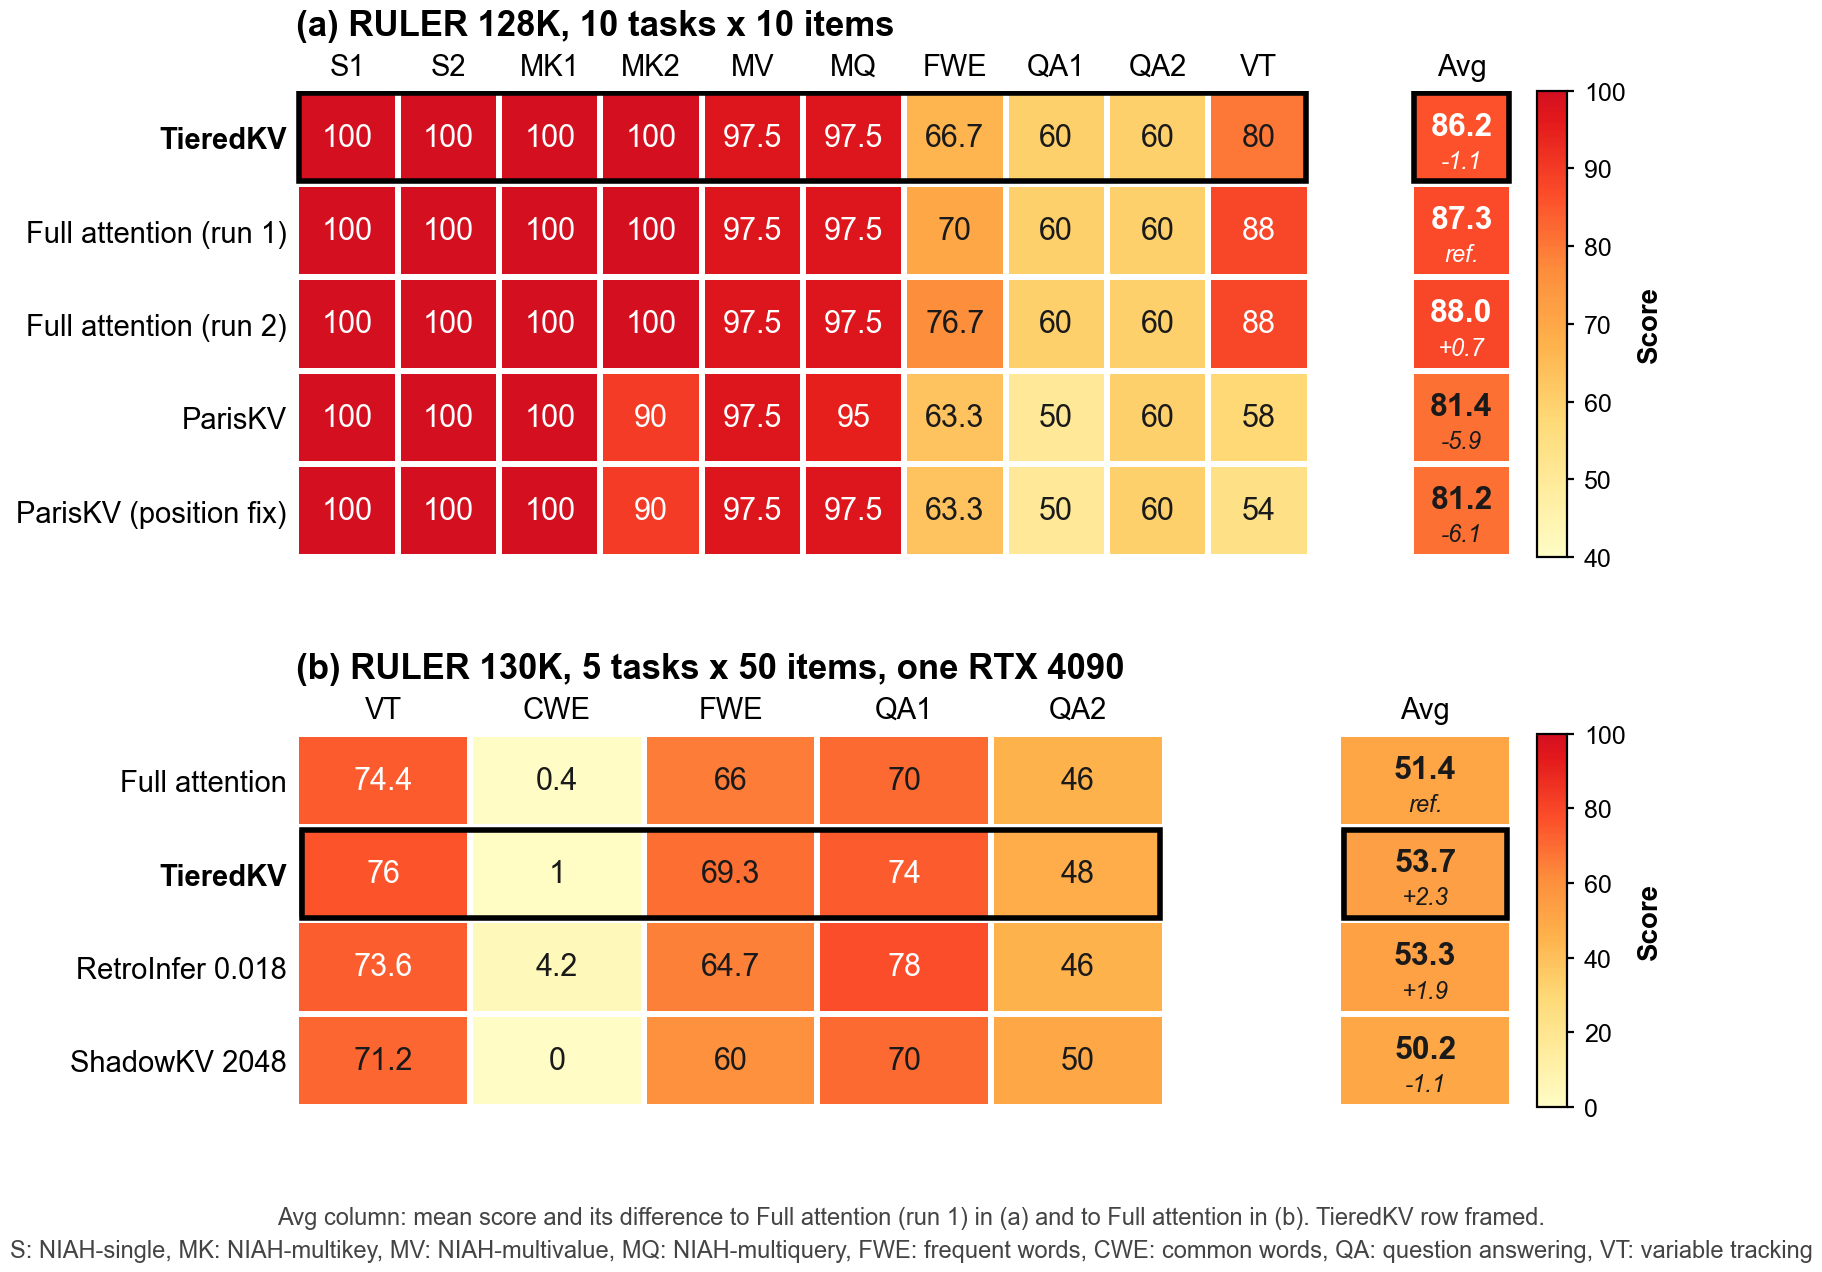 (a) RULER 128K, 10 tasks x 10 items
S1 S2 MK1 MK2 MV MQ FWE QA1 QA2 VT Avg
TieredKV 100 100 100 100 97.5 97.5 66.7 60 60 80 86.2
-1.1
Full attention (run 1) 100 100 100 100 97.5 97.5 70 60 60 88 87.3
ref.
Full attention (run 2) 100 100 100 100 97.5 97.5 76.7 60 60 88 88.0
+0.7
ParisKV 100 100 100 90 97.5 95 63.3 50 60 58 81.4
-5.9
ParisKV (position fix) 100 100 100 90 97.5 97.5 63.3 50 60 54 81.2
-6.1
100
90
80
70
60
50
40
Score
(b) RULER 130K, 5 tasks x 50 items, one RTX 4090
VT CWE FWE QA1 QA2 Avg
Full attention 74.4 0.4 66 70 46 51.4
ref.
TieredKV 76 1 69.3 74 48 53.7
+2.3
RetroInfer 0.018 73.6 4.2 64.7 78 46 53.3
+1.9
ShadowKV 2048 71.2 0 60 70 50 50.2
-1.1
100
80
60
40
20
0
Score
Avg column: mean score and its difference to Full attention (run 1) in (a) and to Full attention in (b). TieredKV row framed.
S: NIAH-single, MK: NIAH-multikey, MV: NIAH-multivalue, MQ: NIAH-multiquery, FWE: frequent words, CWE: common words, QA: question answering, VT: variable tracking